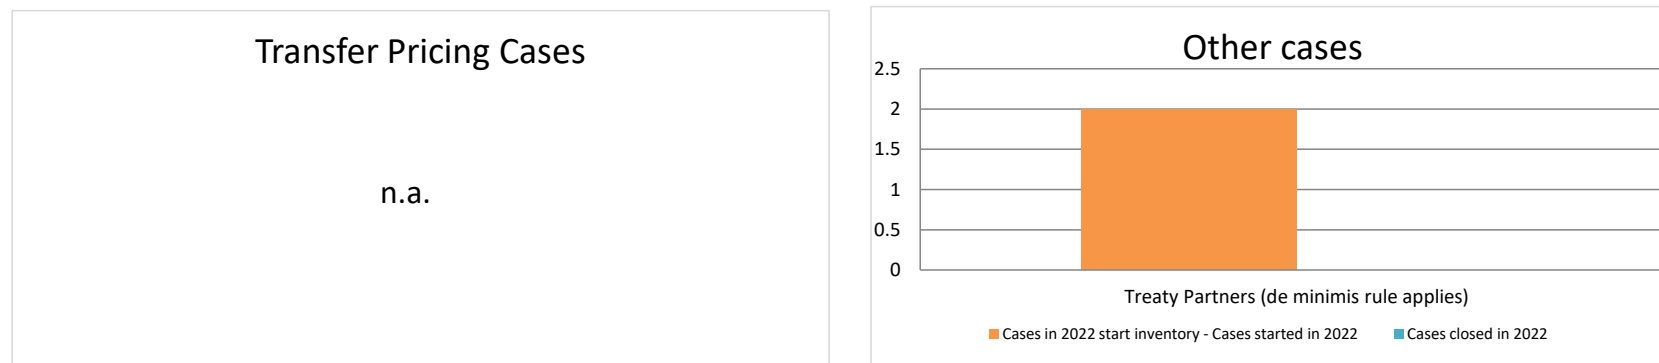 Transfer Pricing Cases
n.a.
Other cases
2.5
2
1.5
1
0.5
0
Treaty Partners (de minimis rule applies)
Cases in 2022 start inventory - Cases started in 2022
Cases closed in 2022